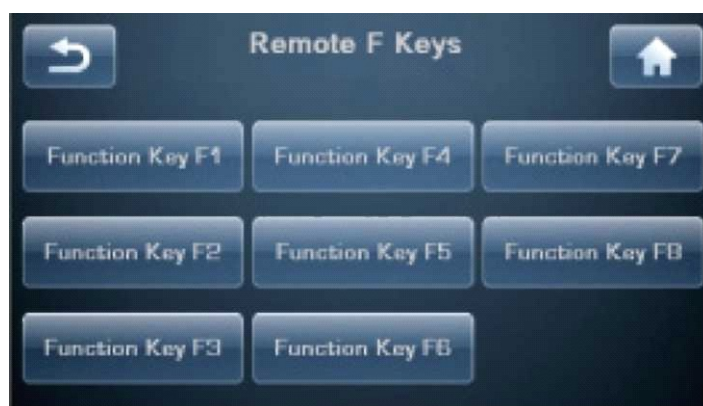 Remote F Keys
Function Key F1 Function Key F4 Function Key F7
Function Key F2 Function Key F5 Function Key F8
Function Key F3 Function Key F6